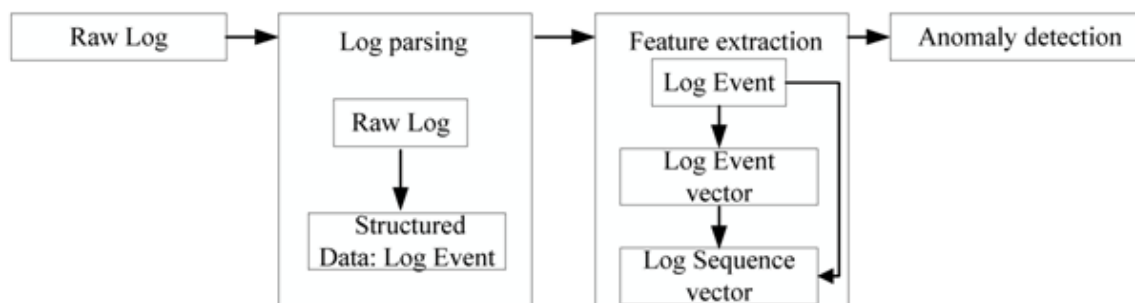 Raw Log
Log parsing
Raw Log
Structured
Data: Log Event
Feature extraction
Log Event
Log Event
vector
Log Sequence
vector
Anomaly detection